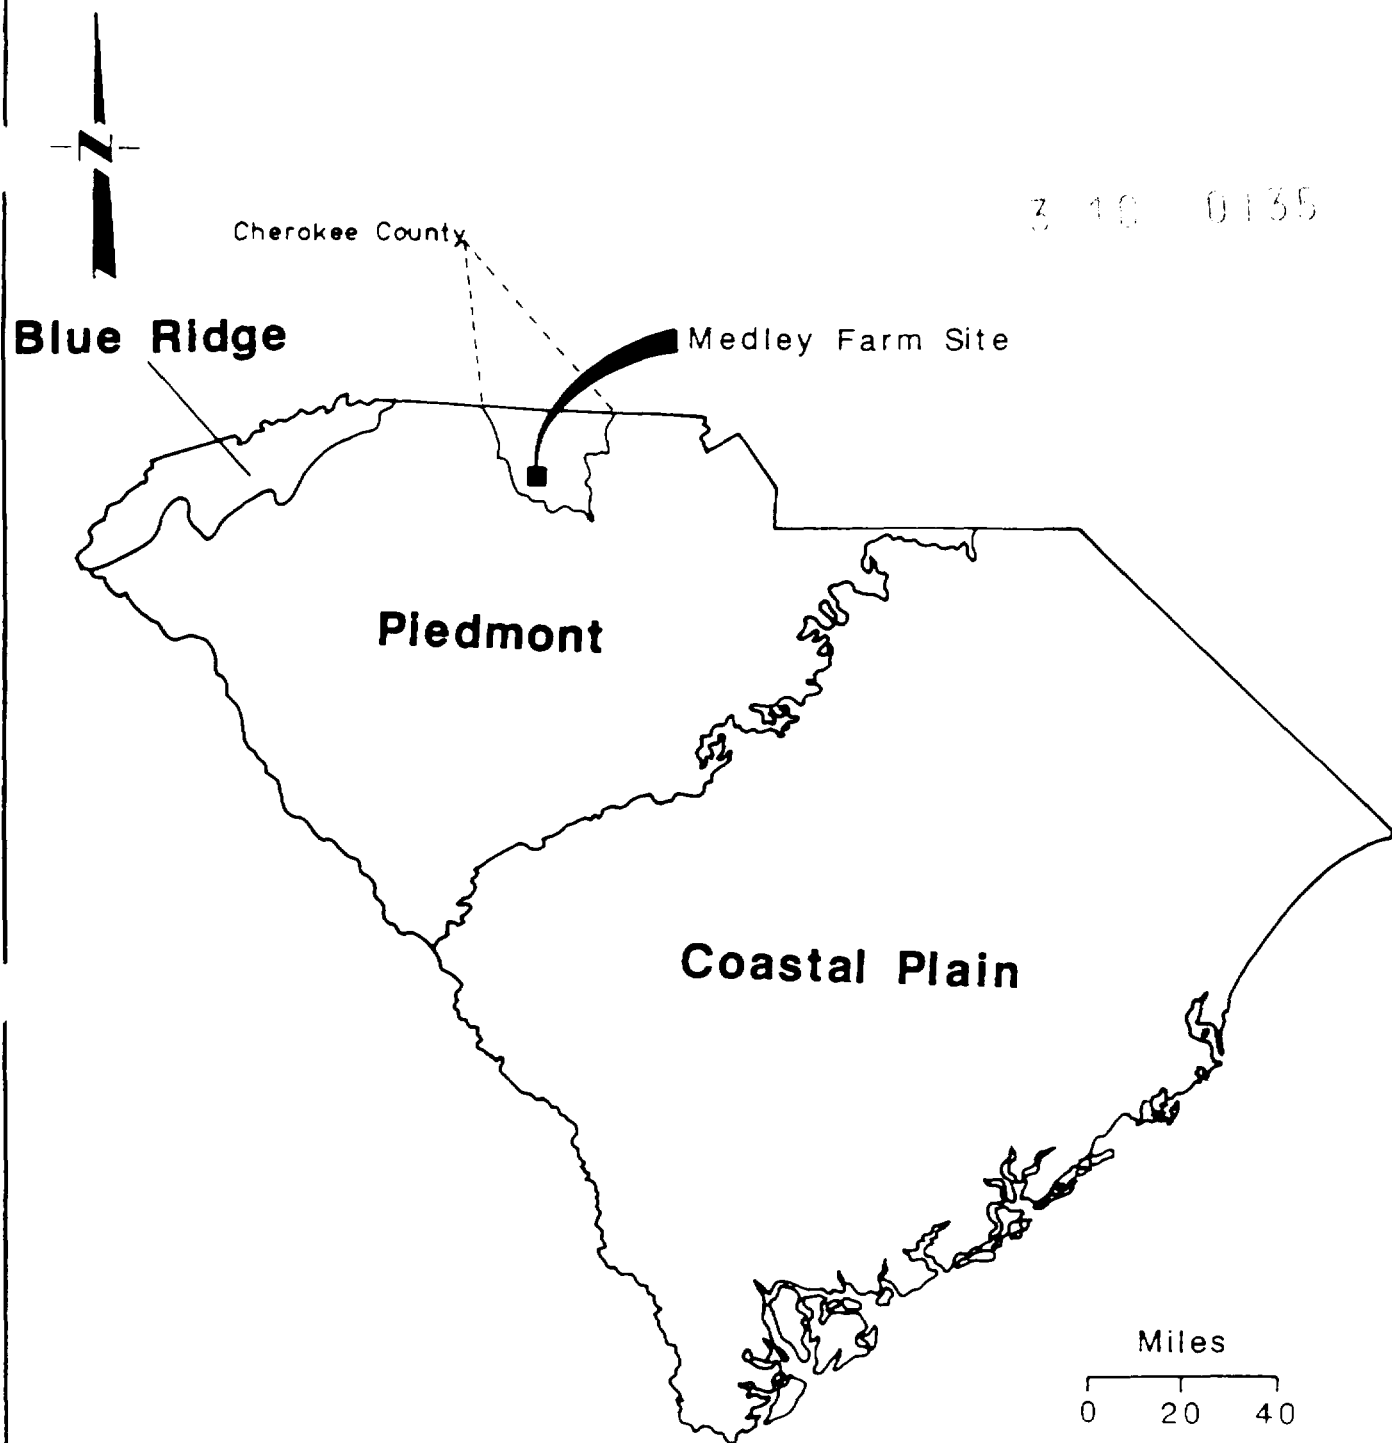 N
3 10 0135
Cherokee County
Blue Ridge
Medley Farm Site
Piedmont
Coastal Plain
Miles
0 20 40